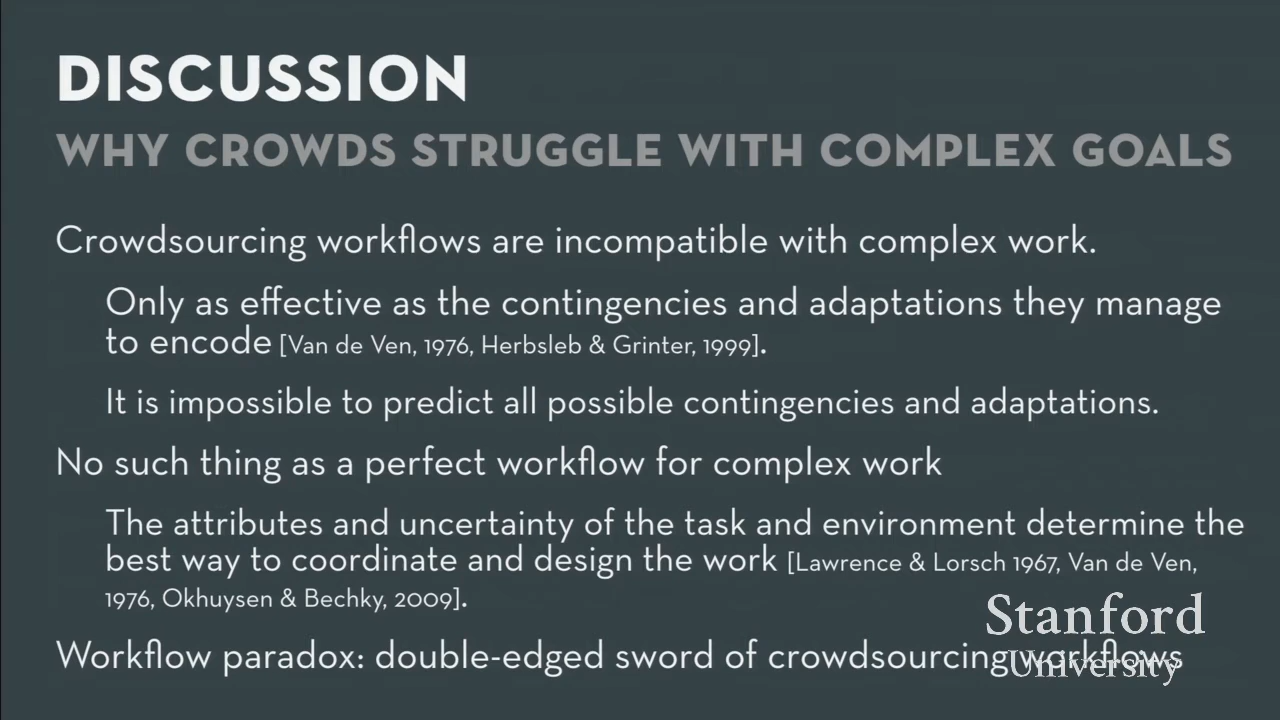 DISCUSSION
WHY CROWDS STRUGGLE WITH COMPLEX GOALS
Crowdsourcing workflows are incompatible with complex work.
Only as effective as the contingencies and adaptations they manage
to encode [Van de Ven, 1976, Herbsleb & Grinter, 1999].
It is impossible to predict all possible contingencies and adaptations.
No such thing as a perfect workflow for complex work
The attributes and uncertainty of the task and environment determine the
best way to coordinate and design the work [Lawrence & Lorsch 1967, Van de Ven,
1976, Okhuysen & Bechky, 2009].
Workflow paradox: double-edged sword of crowdsourcing workflows
Stanford
University